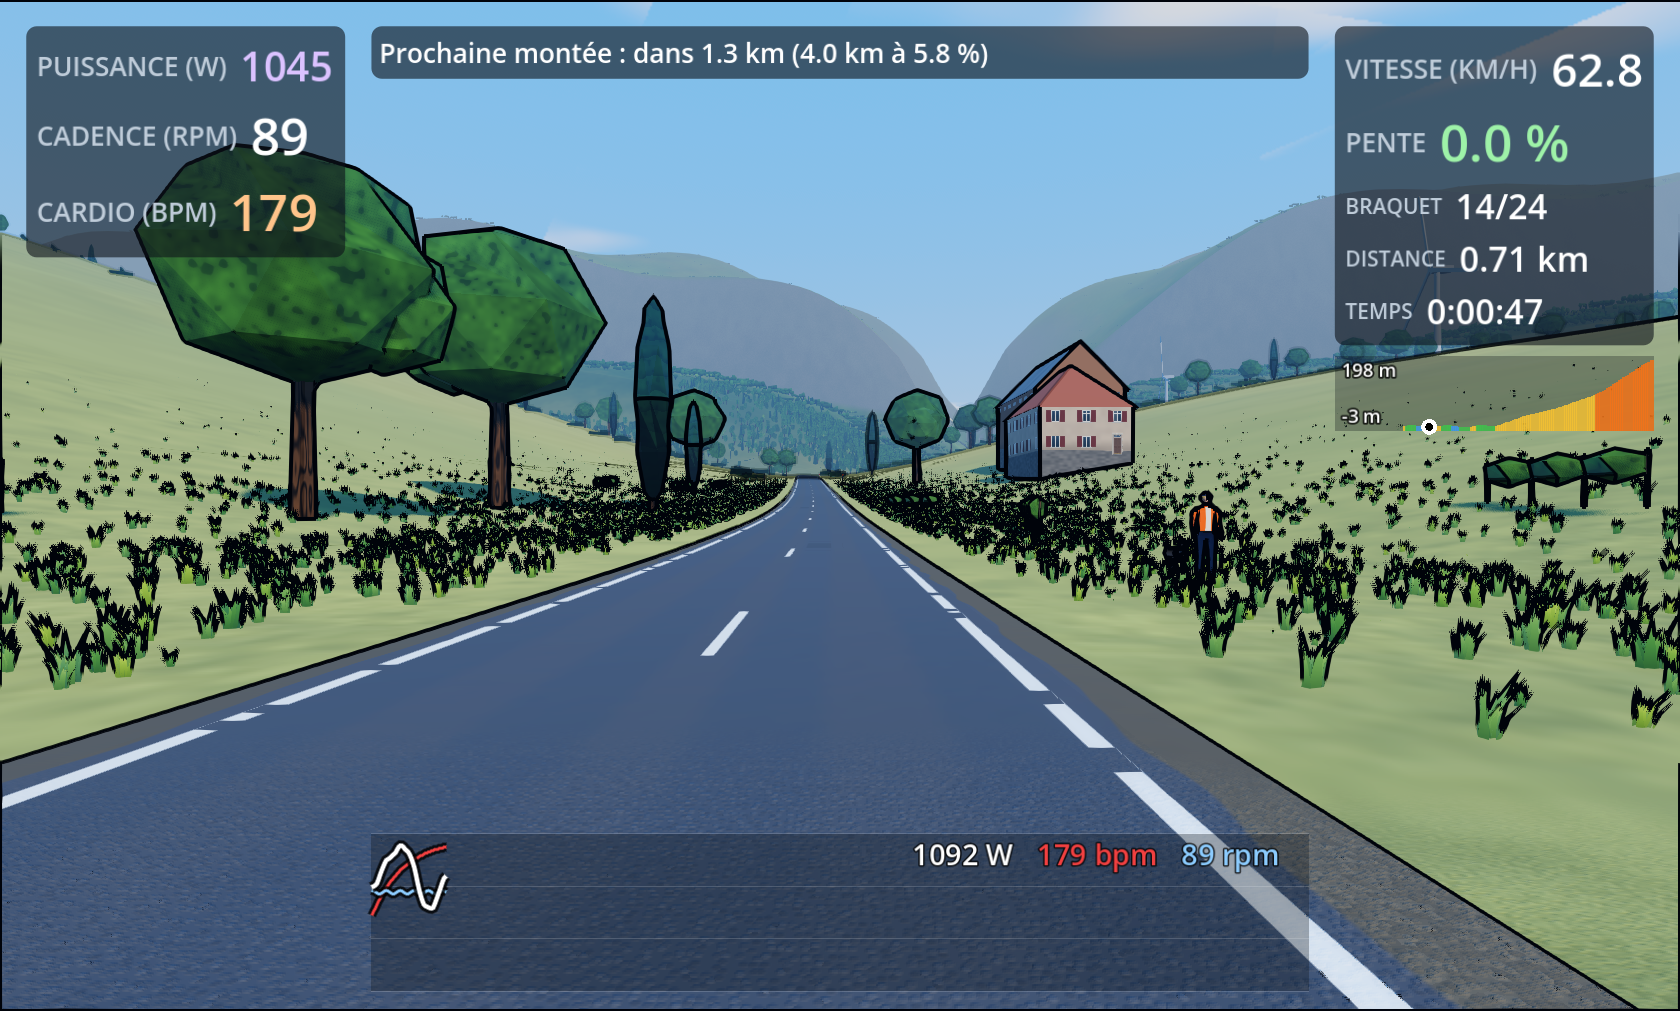 PUISSANCE (W) 1045
CADENCE (RPM) 89
CARDIO (BPM) 179
Prochaine montée : dans 1.3 km (4.0 km à 5.8 %)
VITESSE (KM/H) 62.8
PENTE 0.0 %
BRAQUET 14/24
DISTANCE 0.71 km
TEMPS 0:00:47
198 m
-3 m
1092 W 179 bpm 89 rpm